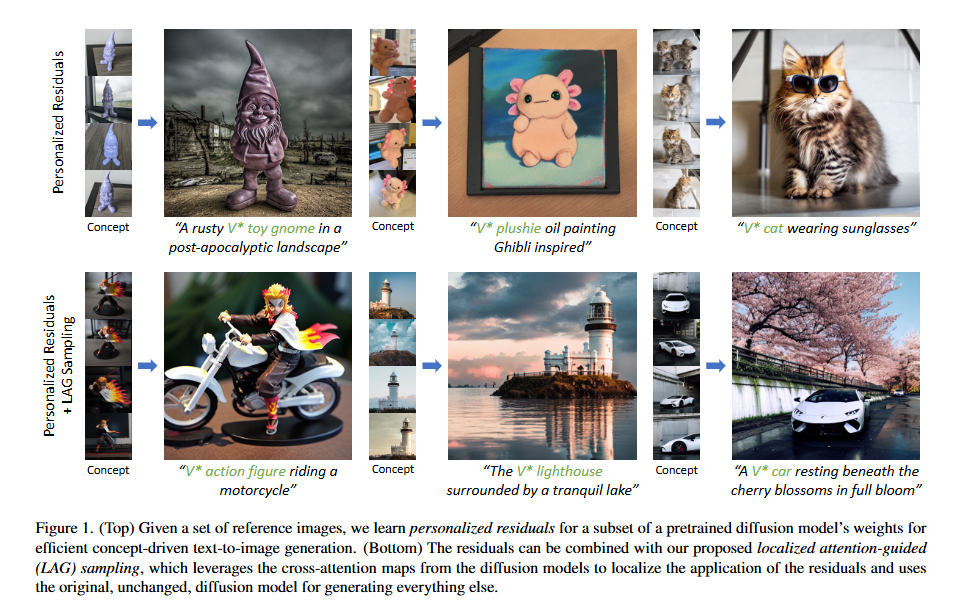 Personalized Residuals
Concept
“A rusty V* toy gnome in a
post-apocalyptic landscape”
Concept
“V* plushie oil painting
Ghibli inspired”
Concept
“V* cat wearing sunglasses”
Personalized Residuals
+ LAG Sampling
Concept
“V* action figure riding a
motorcycle”
Concept
“The V* lighthouse
surrounded by a tranquil lake”
Concept
“A V* car resting beneath the
cherry blossoms in full bloom”
Figure 1. (Top) Given a set of reference images, we learn personalized residuals for a subset of a pretrained diffusion model’s weights for
efficient concept-driven text-to-image generation. (Bottom) The residuals can be combined with our proposed localized attention-guided
(LAG) sampling, which leverages the cross-attention maps from the diffusion models to localize the application of the residuals and uses
the original, unchanged, diffusion model for generating everything else.